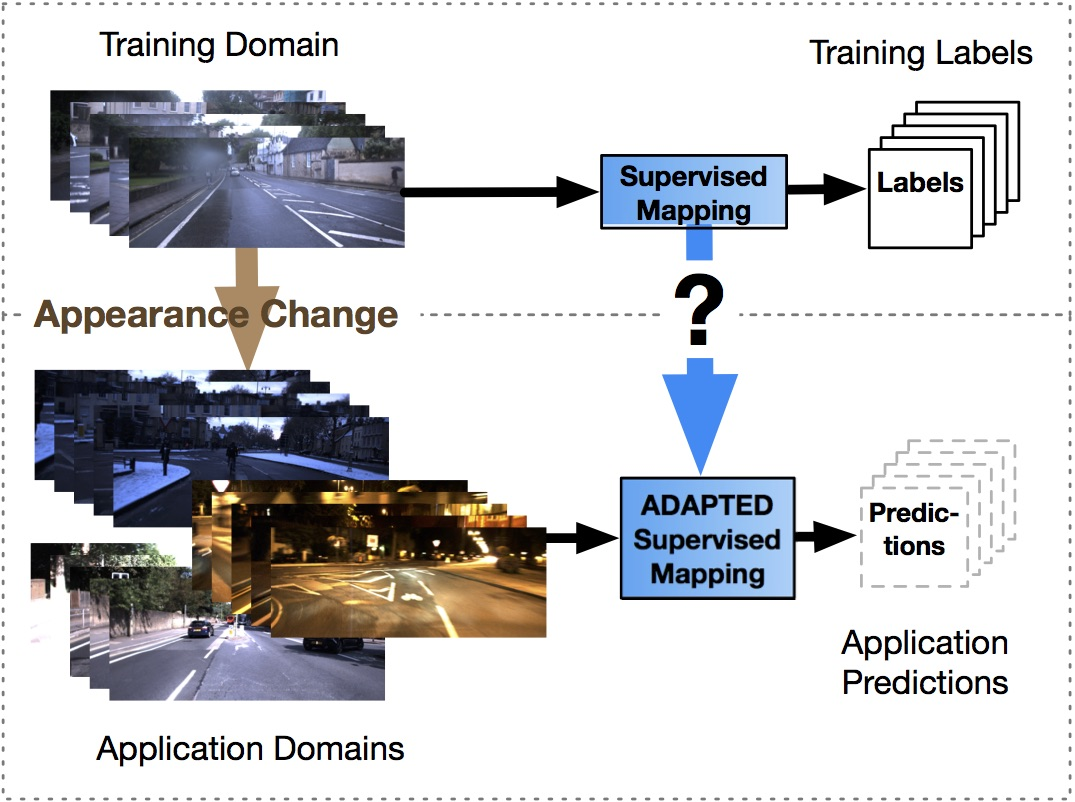 Training Domain
Training Labels
Supervised
Mapping
Labels
Appearance Change
?
ADAPTED
Supervised
Mapping
Predic-
tions
Application
Predictions
Application Domains